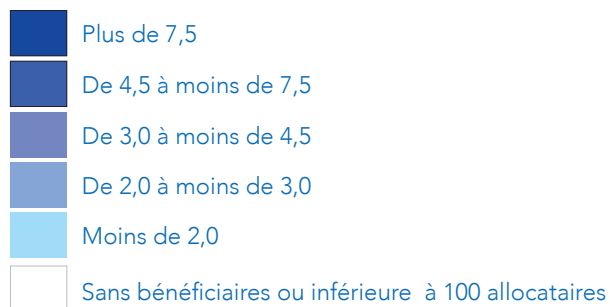 Plus de 7,5
De 4,5 à moins de 7,5
De 3,0 à moins de 4,5
De 2,0 à moins de 3,0
Moins de 2,0
Sans bénéficiaires ou inférieure à 100 allocataires